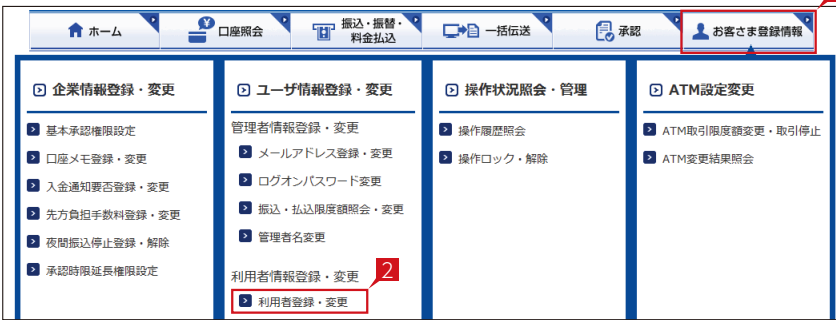 ホーム
口座照会
振込・振替・
料金払込
一括伝送
承認
お客さま登録情報
企業情報登録・変更
基本承認権限設定
口座メモ登録・変更
入金通知要否登録・変更
先方負担手数料登録・変更
夜間振込停止登録・解除
承認時限延長権限設定
ユーザ情報登録・変更
管理者情報登録・変更
メールアドレス登録・変更
ログオンパスワード変更
振込・払込限度額照会・変更
管理者名変更
利用者情報登録・変更
2
利用者登録・変更
操作状況照会・管理
操作履歴照会
操作ロック・解除
ATM設定変更
ATM取引限度額変更・取引停止
ATM変更結果照会